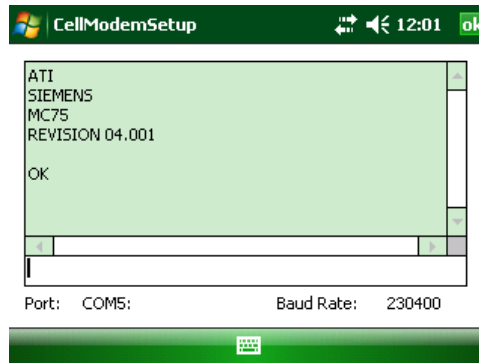 CellModemSetup 12:01 ok
ATI
SIEMENS
MC75
REVISION 04.001
OK
Port: COM5: Baud Rate: 230400